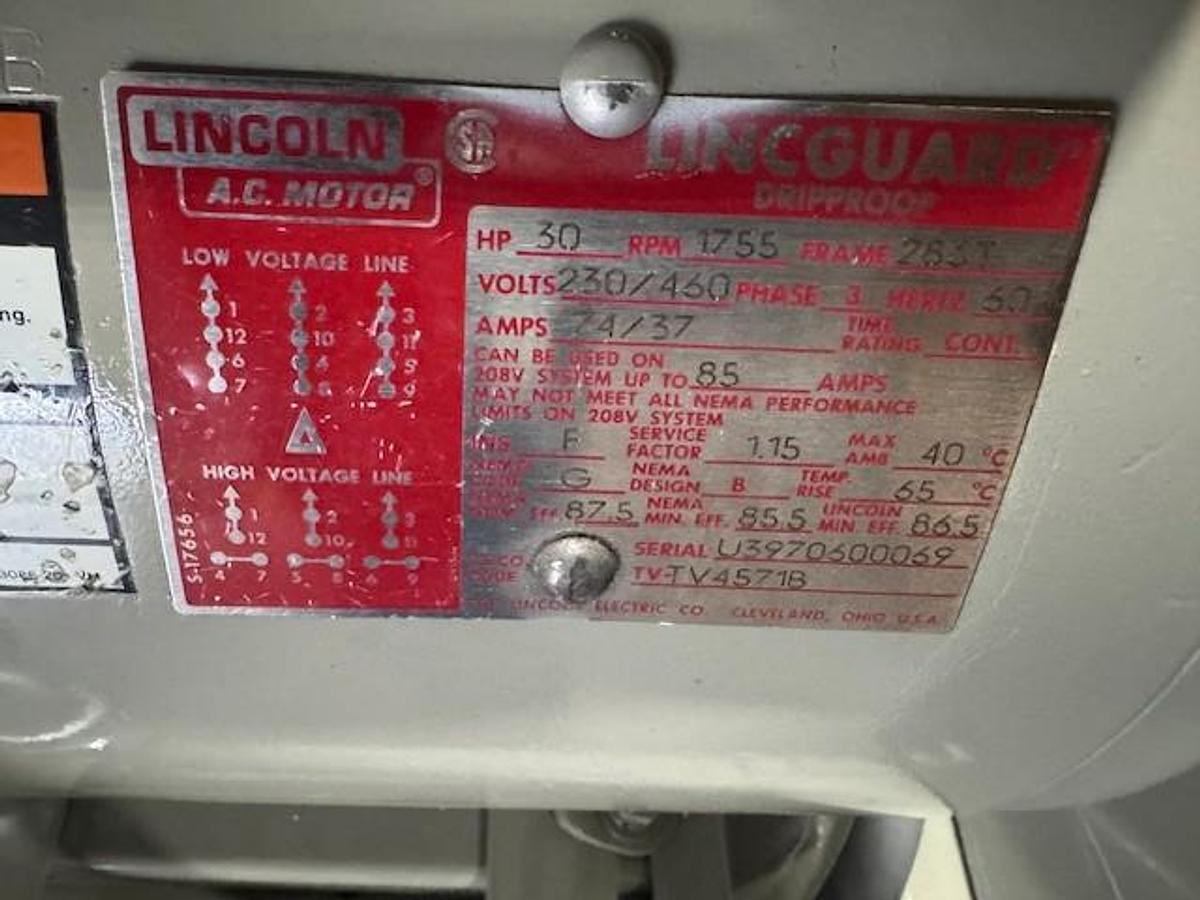 LINCOLN
A.C. MOTOR®
LINCGUARD®
DRIPPROOF
LOW VOLTAGE LINE
1 2 3
12 10 11
6 4
7 9
HIGH VOLTAGE LINE
1 2 3
12 10 11
4 7 5 8 6 9
S-17656
HP 30 RPM 1755 FRAME
VOLTS 230/460 PHASE 3 HERTZ 60
AMPS 74/37 TIME RATING CONT.
CAN BE USED ON
208V SYSTEM UP TO 85 AMPS
MAY NOT MEET ALL NEMA PERFORMANCE
LIMITS ON 208V SYSTEM
INS F SERVICE FACTOR 1.15 MAX AMB 40 °C
CODE G NEMA DESIGN B TEMP. RISE 65 °C
EFF. 87.5 NEMA MIN. EFF. 85.5 LINCOLN MIN EFF. 86.5
SERIAL U3970600069
CODE TV-TV4571B
LINCOLN ELECTRIC CO. CLEVELAND, OHIO U.S.A.
ng.